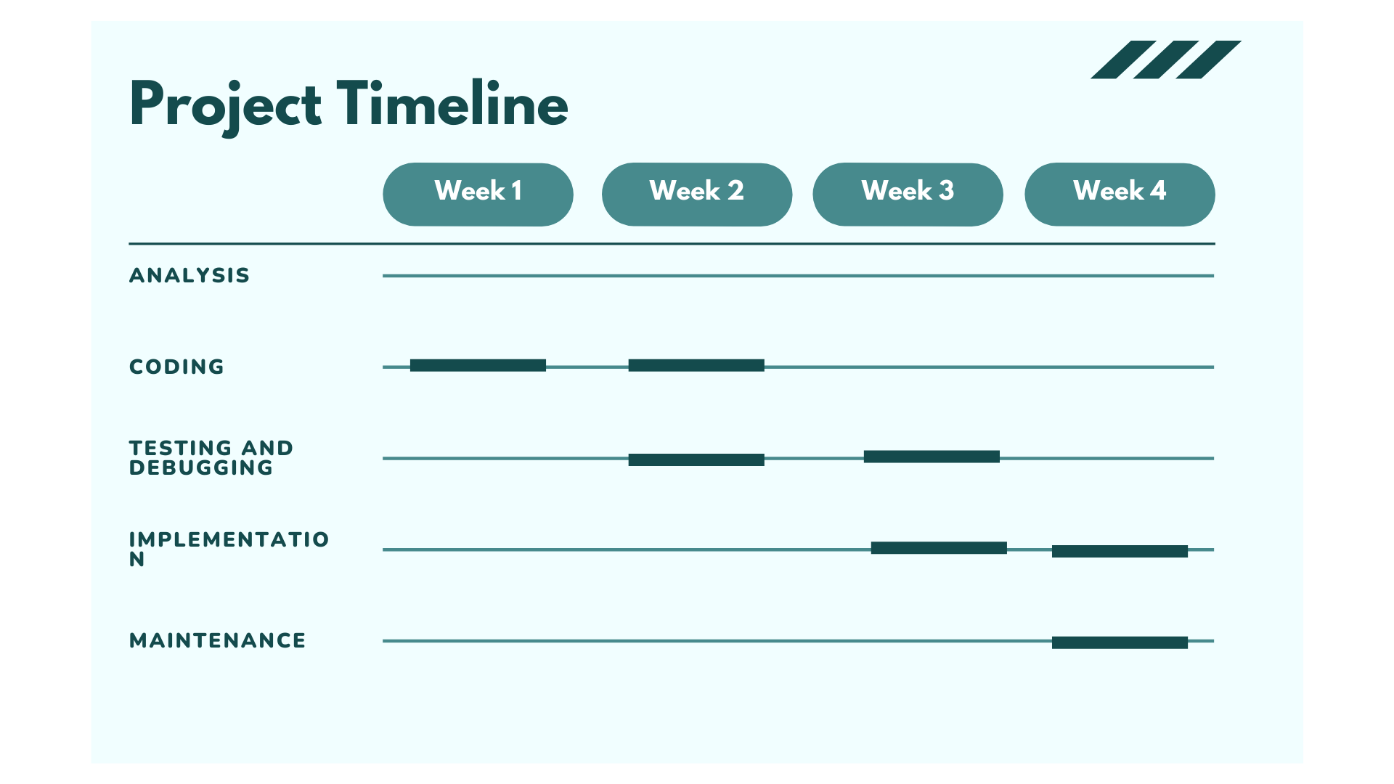 Project Timeline
Week 1 Week 2 Week 3 Week 4
ANALYSIS
CODING
TESTING AND
DEBUGGING
IMPLEMENTATIO
N
MAINTENANCE